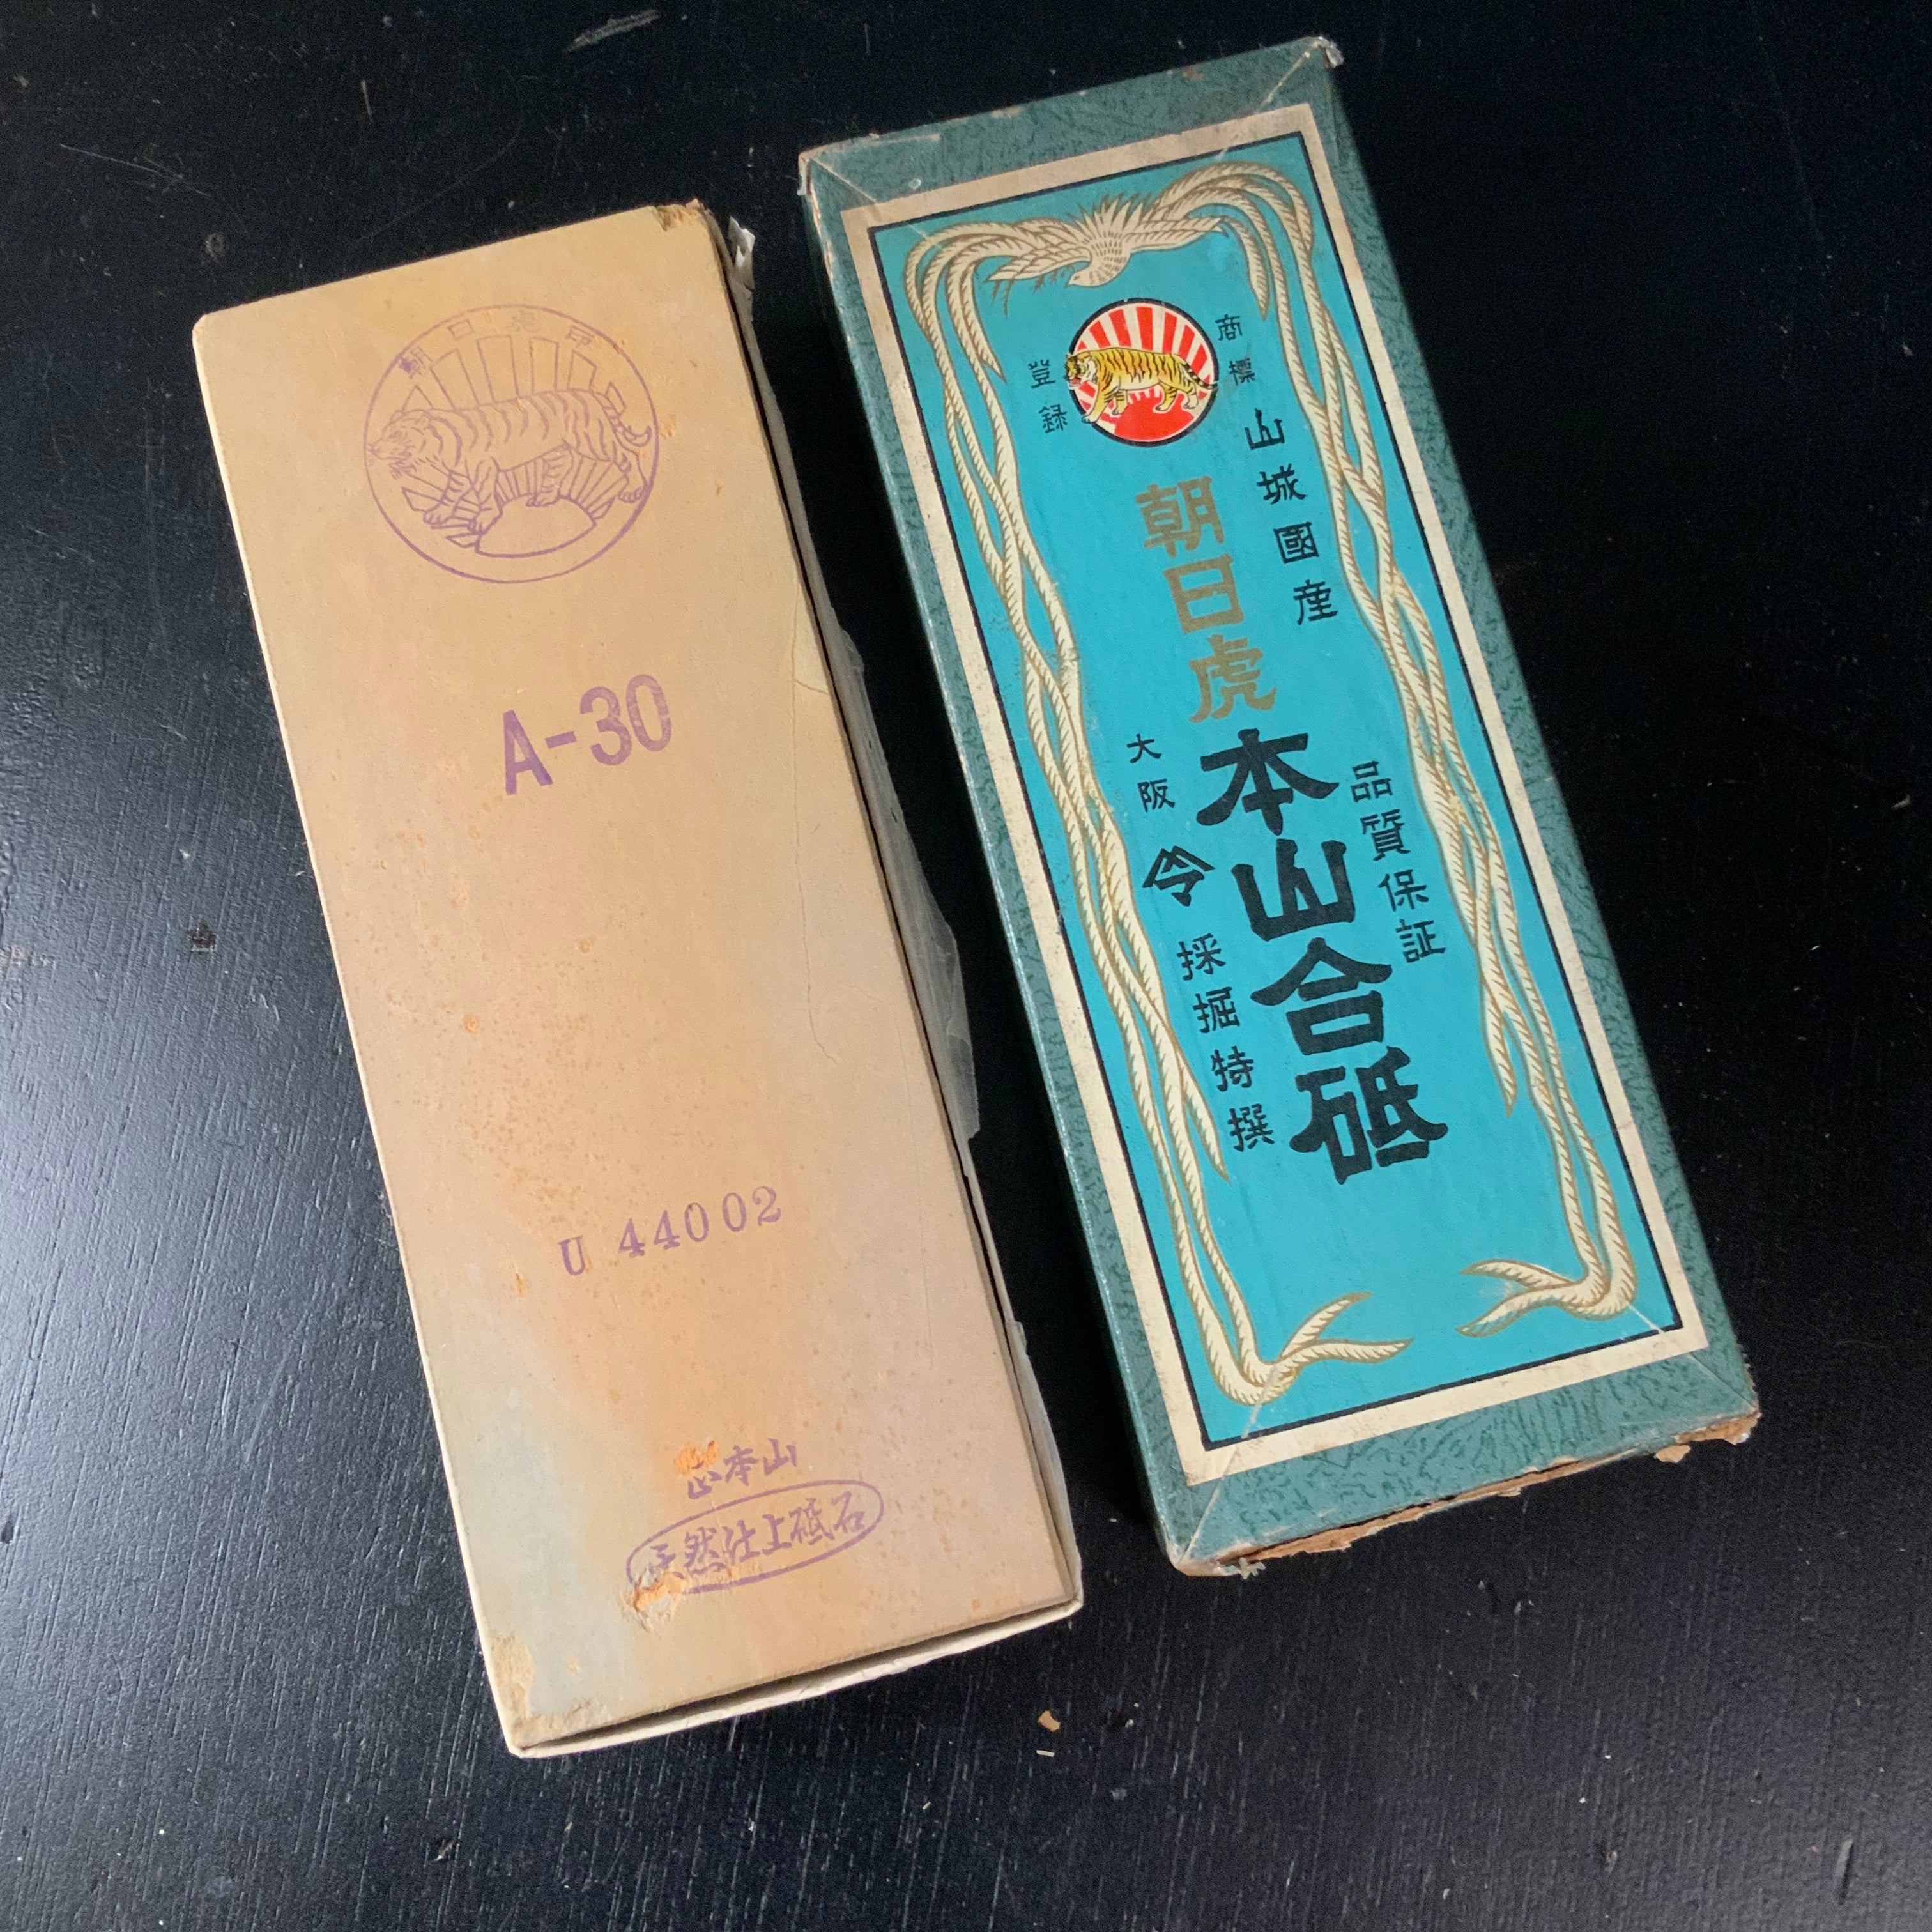 朝日虎印
A-30
U 44002
正本山
天然仕上砥石
商標
登録
山城國産
朝日虎
本山合砥
品質保証
大阪
採掘特撰